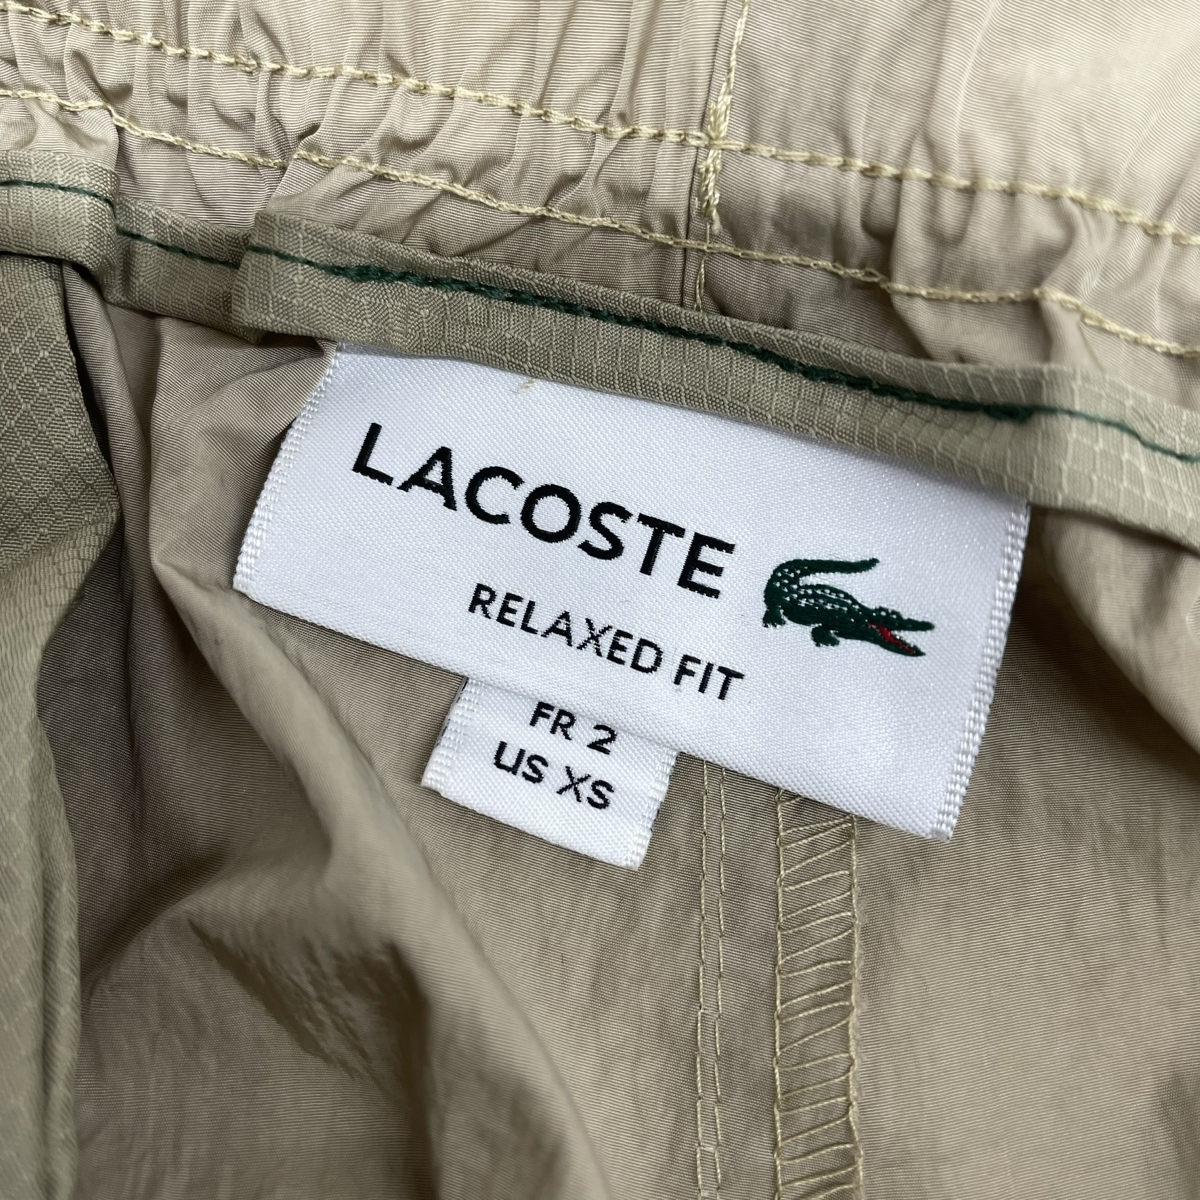 LACOSTE
RELAXED FIT
FR 2
US XS